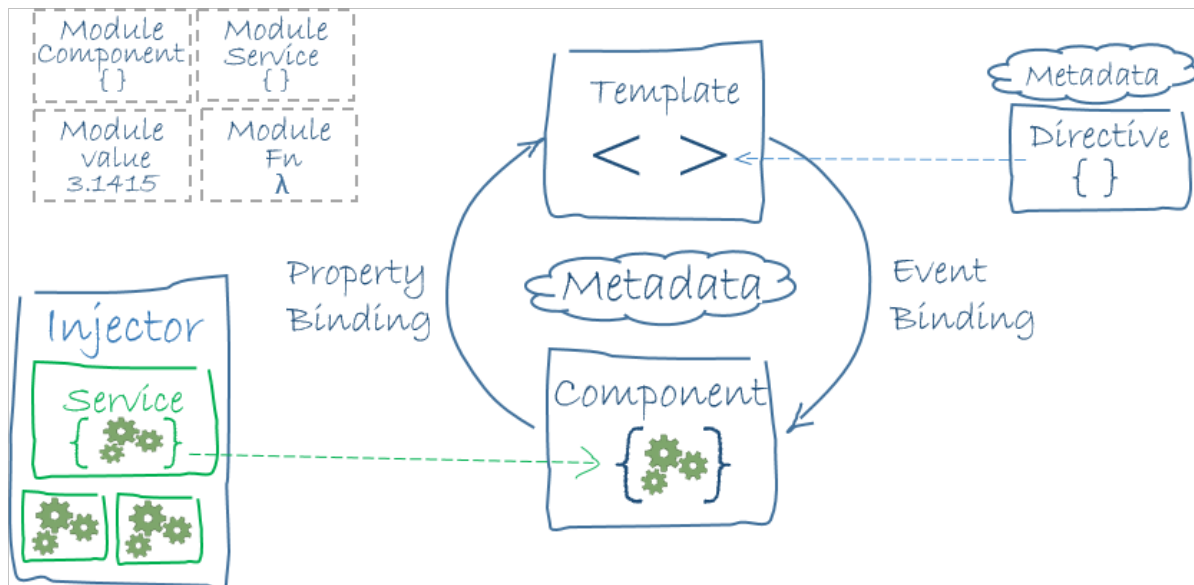 Module
Component
{ }
Module
Service
{ }
Module
value
3.1415
Module
Fn
λ
Template
< >
Metadata
Directive
{ }
Property
Binding
Metadata
Event
Binding
Injector
Service
{ }
Component
{ }